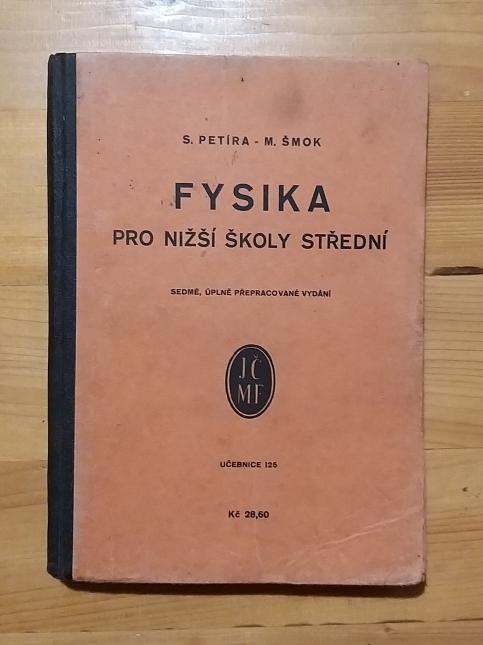 S. PETÍRA - M. ŠMOK
FYSIKA
PRO NIŽŠÍ ŠKOLY STŘEDNÍ
SEDMÉ, ÚPLNĚ PŘEPRACOVANÉ VYDÁNÍ
JČ
MF
UČEBNICE 125
Kč 28,60